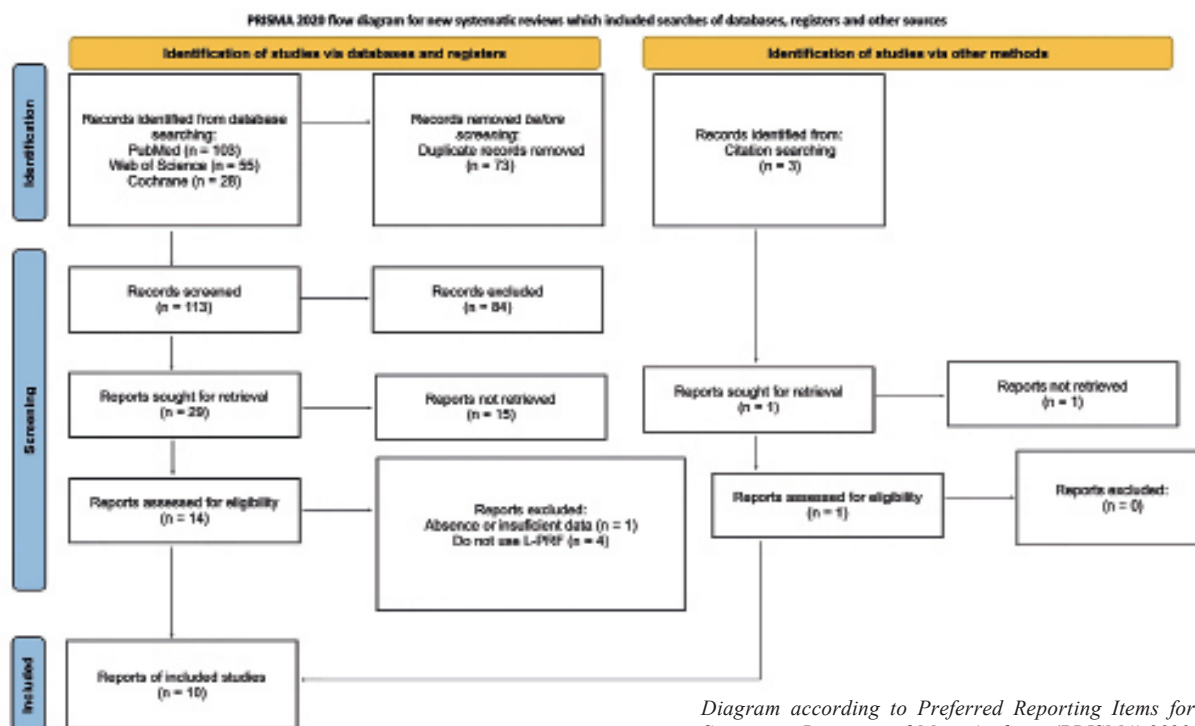 PRISMA 2020 flow diagram for new systematic reviews which included searches of databases, registers and other sources
Identification of studies via databases and registers
Identification of studies via other methods
Identification
Records identified from database
searching:
PubMed (n = 103)
Web of Science (n = 55)
Cochrane (n = 28)
Records removed before
screening:
Duplicate records removed
(n = 73)
Records identified from:
Citation searching
(n = 3)
Screening
Records screened
(n = 113)
Records excluded
(n = 84)
Reports sought for retrieval
(n = 29)
Reports not retrieved
(n = 15)
Reports sought for retrieval
(n = 1)
Reports not retrieved
(n = 1)
Reports assessed for eligibility
(n = 14)
Reports excluded:
Absence or insufficient data (n = 1)
Do not use L-PRF (n = 4)
Reports assessed for eligibility
(n = 1)
Reports excluded:
(n = 0)
Included
Reports of included studies
(n = 10)
Diagram according to Preferred Reporting Items for